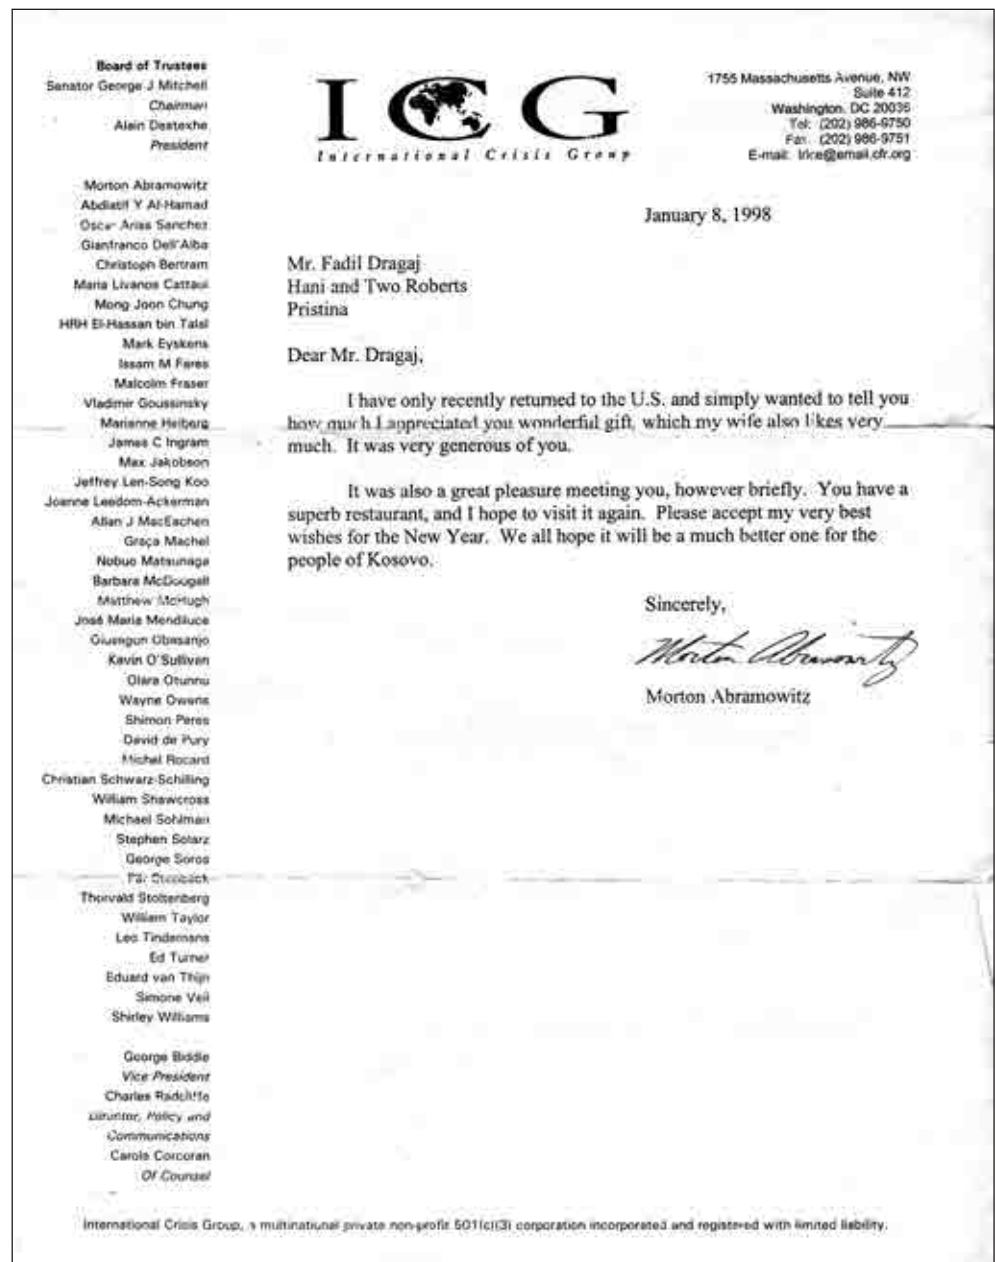 Board of Trustees
Senator George J Mitchell
Chairman
Alain Destexhe
President
Morton Abramowitz
Abdlatif Y Al-Hamad
Oscar Arias Sanchez
Gianfranco Dell'Alba
Christoph Bertram
Maria Livanos Cattaui
Mong Joon Chung
HRH El-Hassan bin Talal
Mark Eyskens
Issam M Fares
Malcolm Fraser
Vladimir Goussinsky
Marianne Heiberg
James C Ingram
Max Jakobson
Jeffrey Len-Song Koo
Joanne Leedom-Ackerman
Allan J MacEachen
Graça Machel
Nobuo Matsunaga
Barbara McDougall
Matthew McHugh
José Maria Mendiluce
Olusegun Obasanjo
Kevin O'Sullivan
Olara Otunnu
Wayne Owens
Shimon Peres
David de Pury
Michel Rocard
Christian Schwarz-Schilling
William Shawcross
Michael Sohlman
Stephen Solarz
George Soros
Pär Stenbäck
Thorvald Stoltenberg
William Taylor
Leo Tindemans
Ed Turner
Eduard van Thijn
Simone Veil
Shirley Williams
George Biddle
Vice President
Charles Radcliffe
Director, Policy and
Communications
Carole Corcoran
Of Counsel
ICG
International Crisis Group
1755 Massachusetts Avenue, NW
Suite 412
Washington, DC 20036
Tel: (202) 986-9750
Fax: (202) 986-9751
E-mail: @email.cfr.org
January 8, 1998
Mr. Fadil Dragaj
Hani and Two Roberts
Pristina
Dear Mr. Dragaj,
I have only recently returned to the U.S. and simply wanted to tell you
how much I appreciated you wonderful gift, which my wife also likes very
much. It was very generous of you.
It was also a great pleasure meeting you, however briefly. You have a
superb restaurant, and I hope to visit it again. Please accept my very best
wishes for the New Year. We all hope it will be a much better one for the
people of Kosovo.
Sincerely,
Morton Abramowitz
Morton Abramowitz
International Crisis Group, a multinational private non-profit 501(c)(3) corporation incorporated and registered with limited liability.